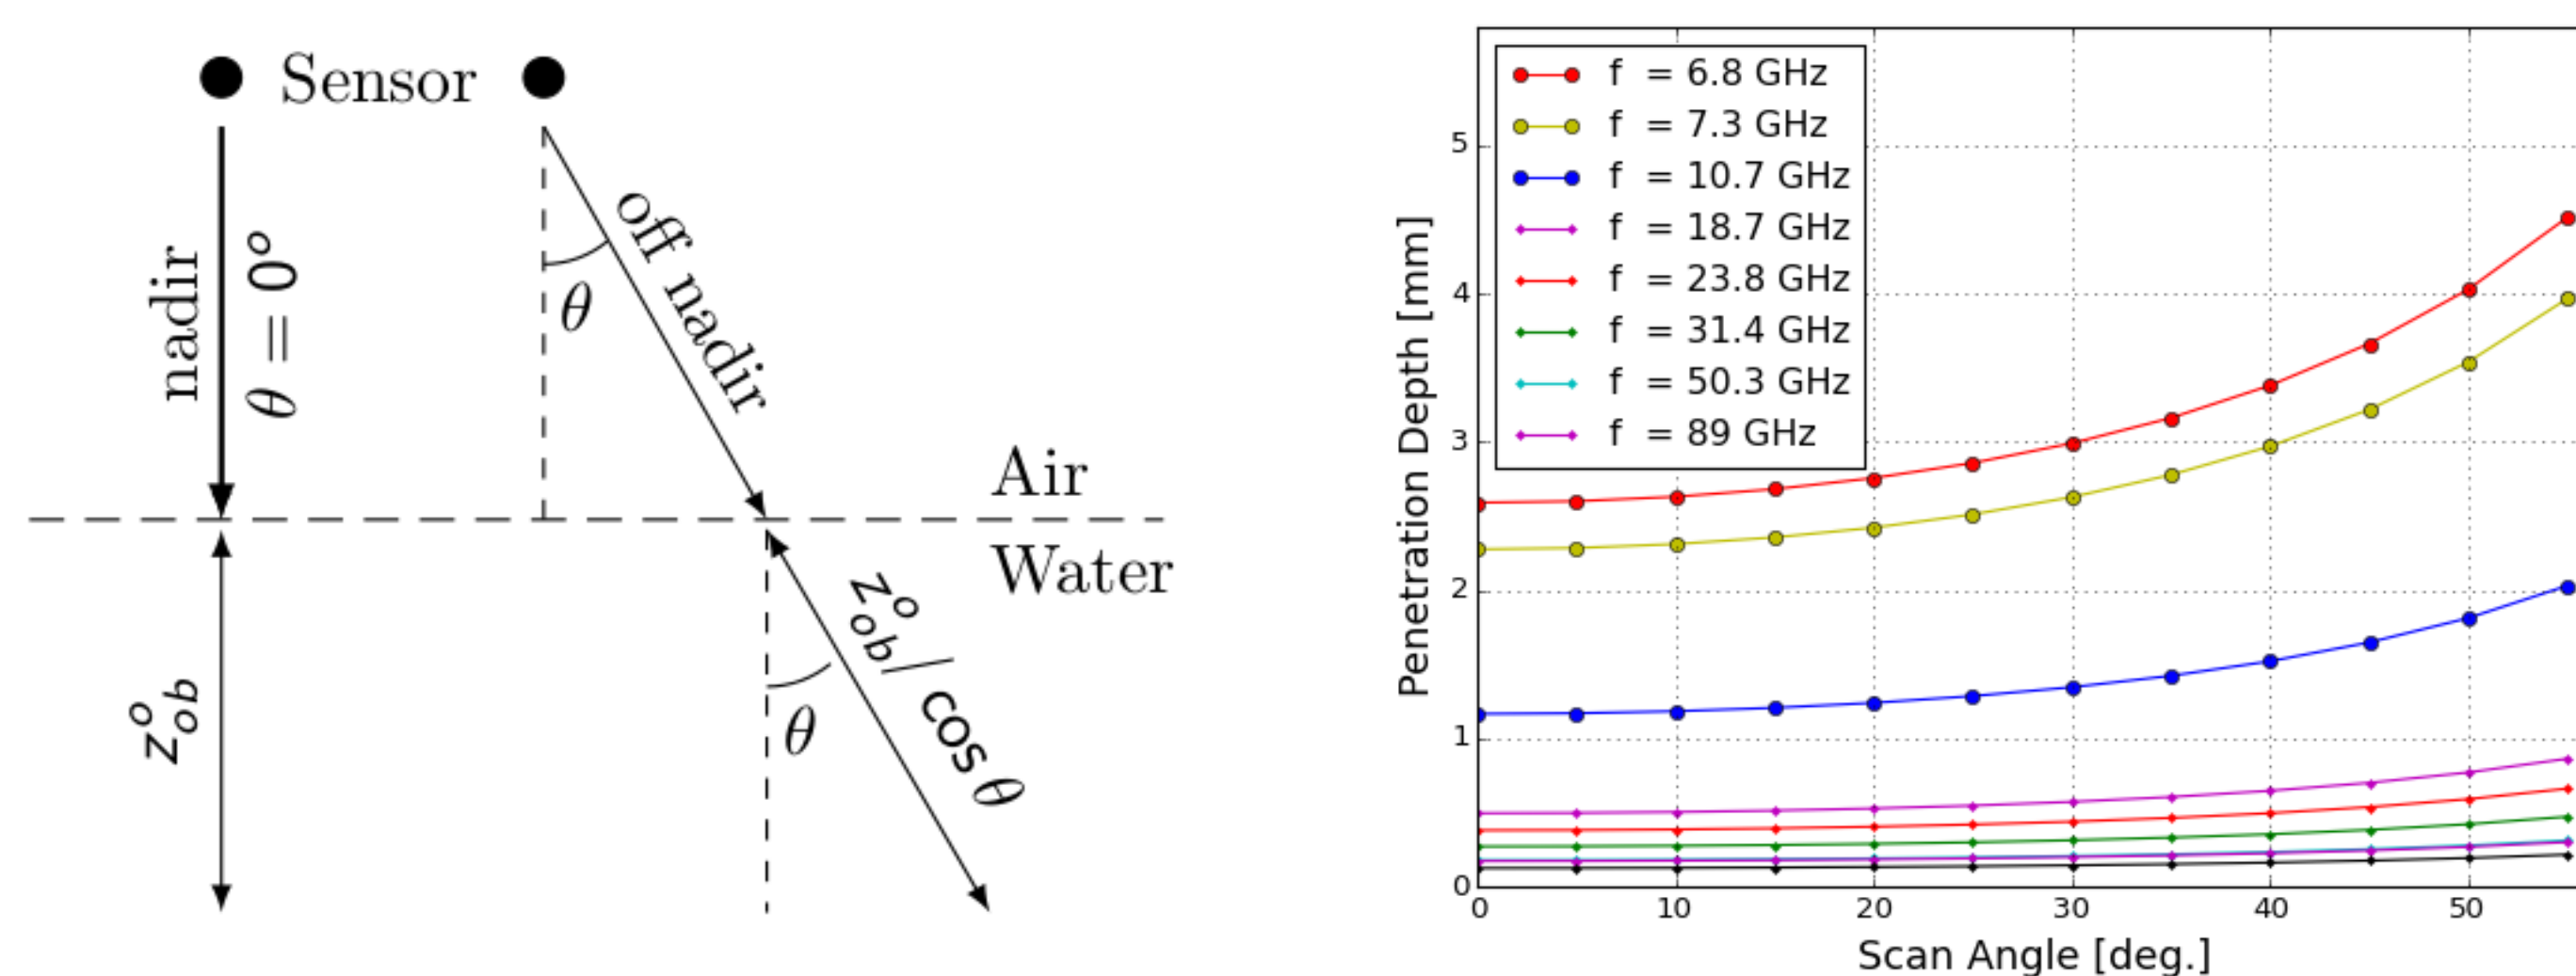 Sensor
nadir
θ = 0°
off nadir
θ
Air
Water
z°ob
z°ob/ cos θ
θ
f = 6.8 GHz
f = 7.3 GHz
f = 10.7 GHz
f = 18.7 GHz
f = 23.8 GHz
f = 31.4 GHz
f = 50.3 GHz
f = 89 GHz
Penetration Depth [mm]
5
4
3
2
1
0
0 10 20 30 40 50
Scan Angle [deg.]